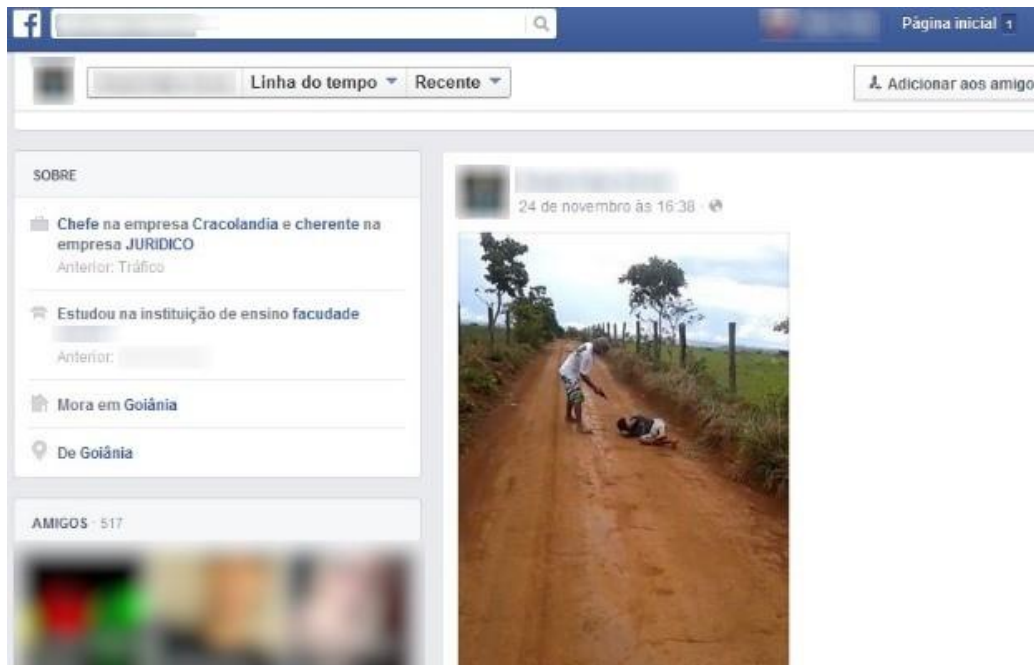 f
Página inicial 1
Linha do tempo Recente
Adicionar aos amigo
SOBRE
Chefe na empresa Cracolandia e cherente na
empresa JURIDICO
Anterior: Tráfico
Estudou na instituição de ensino facudade
Anterior:
Mora em Goiânia
De Goiânia
AMIGOS · 517
24 de novembro às 16:38 ·